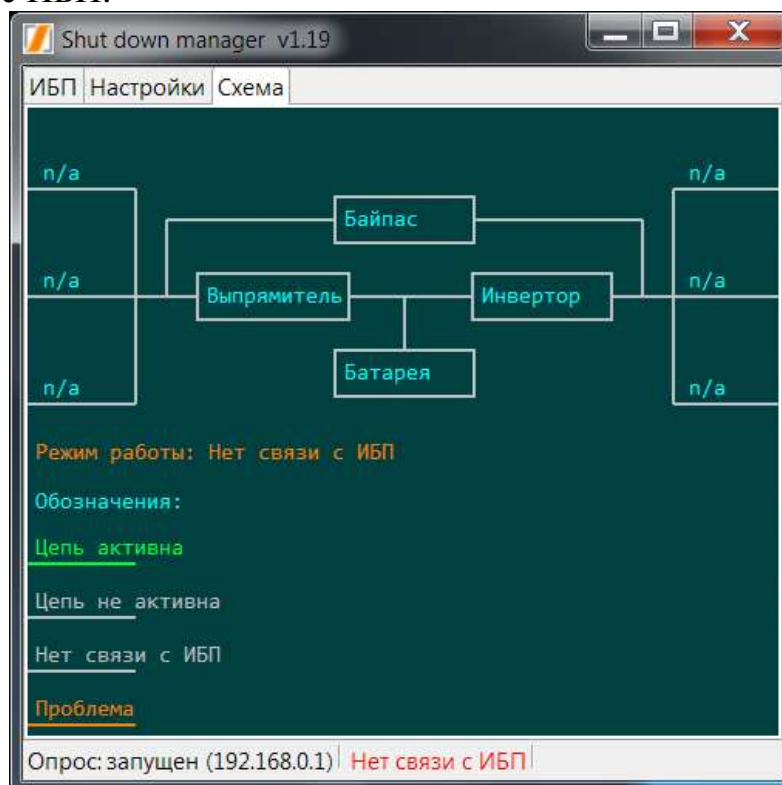 с ИБП.
Shut down manager v1.19
ИБП Настройки Схема
n/a n/a
Байпас
n/a n/a
Выпрямитель Инвертор
Батарея
n/a n/a
Режим работы: Нет связи с ИБП
Обозначения:
Цепь активна
Цепь не активна
Нет связи с ИБП
Проблема
Опрос: запущен (192.168.0.1) Нет связи с ИБП